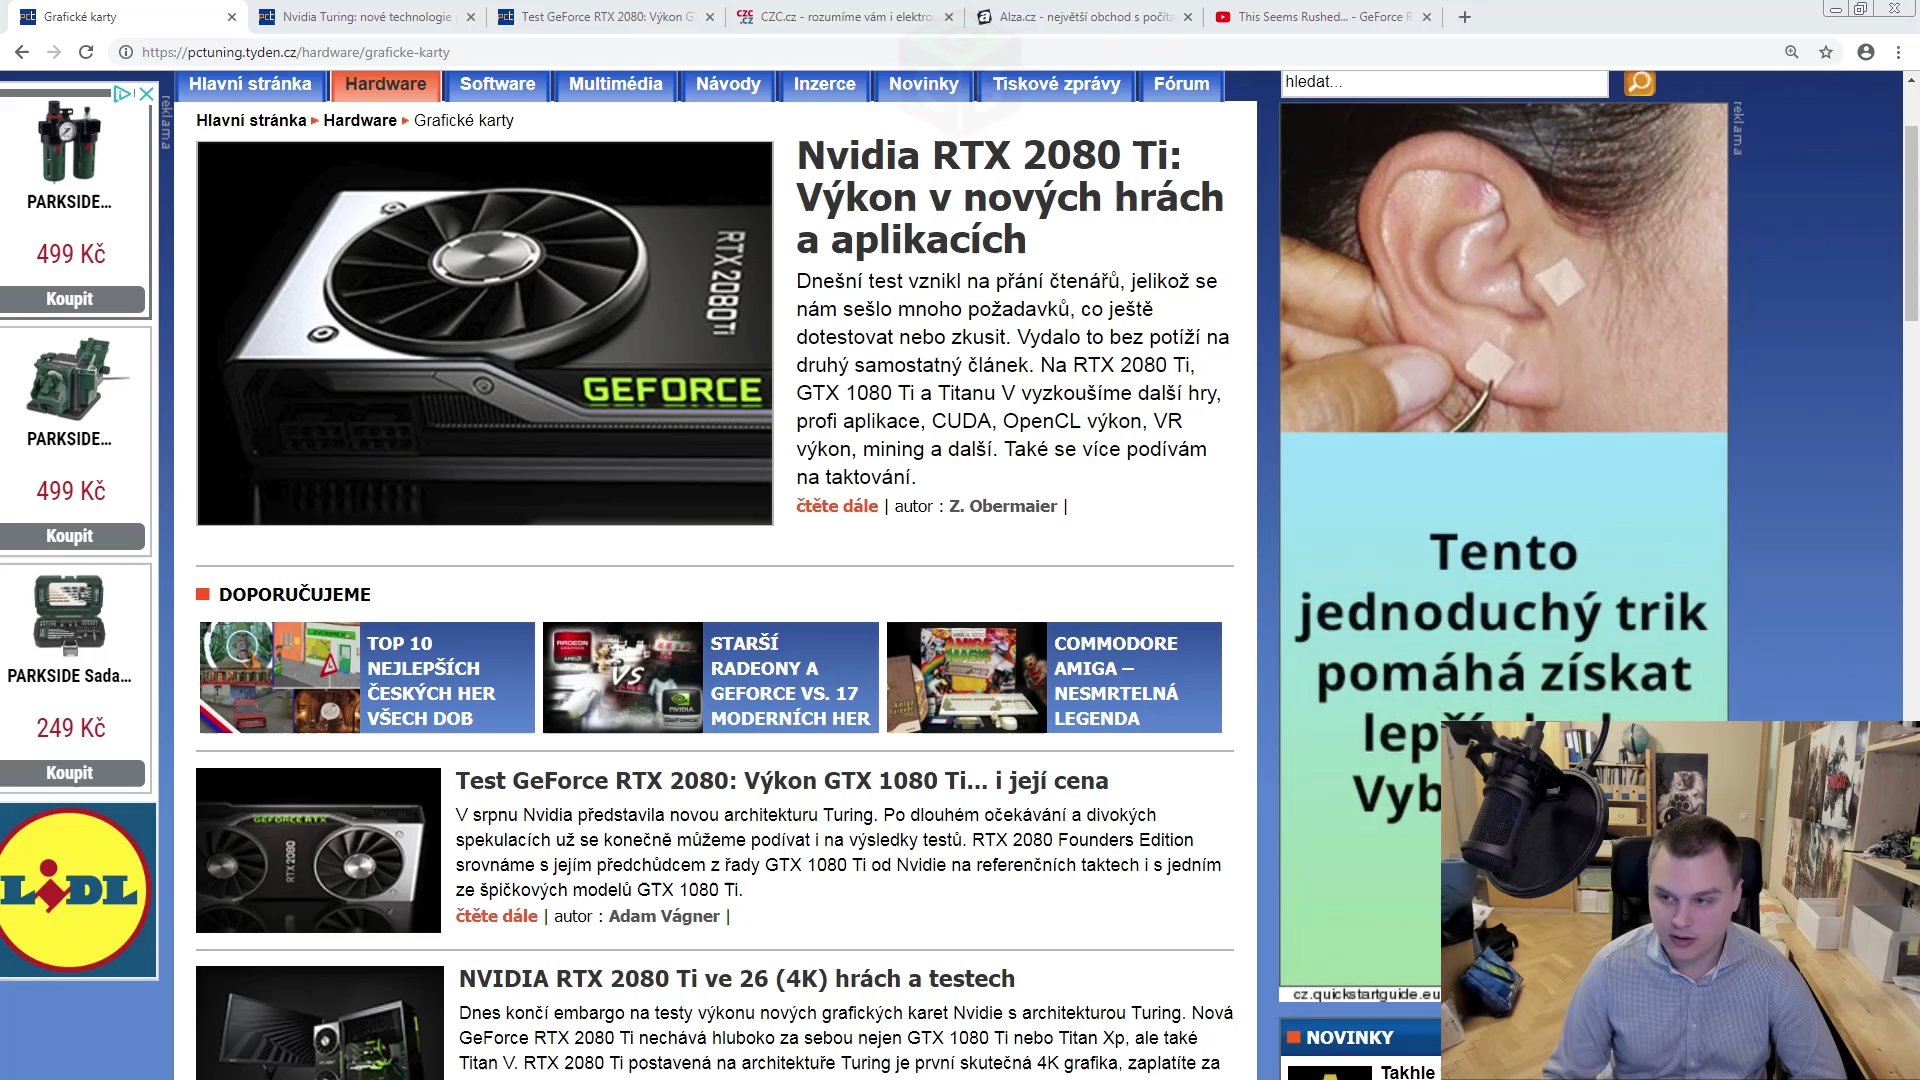 Grafické karty
Nvidia Turing: nové technologie
Test GeForce RTX 2080: Výkon G
CZC.cz - rozumíme vám i elektro
Alza.cz - největší obchod s počíta
This Seems Rushed... - GeForce R
https://pctuning.tyden.cz/hardware/graficke-karty
Hlavní stránka
Hardware
Software
Multimédia
Návody
Inzerce
Novinky
Tiskové zprávy
Fórum
hledat...
Hlavní stránka Hardware Grafické karty
reklama
PARKSIDE...
499 Kč
Koupit
PARKSIDE...
499 Kč
Koupit
PARKSIDE Sada...
249 Kč
Koupit
LIDL
RTX2080Ti
GEFORCE
Nvidia RTX 2080 Ti:
Výkon v nových hrách
a aplikacích
Dnešní test vznikl na přání čtenářů, jelikož se
nám sešlo mnoho požadavků, co ještě
dotestovat nebo zkusit. Vydalo to bez potíží na
druhý samostatný článek. Na RTX 2080 Ti,
GTX 1080 Ti a Titanu V vyzkoušíme další hry,
profi aplikace, CUDA, OpenCL výkon, VR
výkon, mining a další. Také se více podívám
na taktování.
čtěte dále | autor : Z. Obermaier |
DOPORUČUJEME
TOP 10
NEJLEPŠÍCH
ČESKÝCH HER
VŠECH DOB
STARŠÍ
RADEONY A
GEFORCE VS. 17
MODERNÍCH HER
COMMODORE
AMIGA –
NESMRTELNÁ
LEGENDA
Test GeForce RTX 2080: Výkon GTX 1080 Ti... i její cena
V srpnu Nvidia představila novou architekturu Turing. Po dlouhém očekávání a divokých
spekulacích už se konečně můžeme podívat i na výsledky testů. RTX 2080 Founders Edition
srovnáme s jejím předchůdcem z řady GTX 1080 Ti od Nvidie na referenčních taktech i s jedním
ze špičkových modelů GTX 1080 Ti.
čtěte dále | autor : Adam Vágner |
GEFORCE RTX
RTX2080
NVIDIA RTX 2080 Ti ve 26 (4K) hrách a testech
Dnes končí embargo na testy výkonu nových grafických karet Nvidie s architekturou Turing. Nová
GeForce RTX 2080 Ti nechává hluboko za sebou nejen GTX 1080 Ti nebo Titan Xp, ale také
Titan V. RTX 2080 Ti postavená na architektuře Turing je první skutečná 4K grafika, zaplatíte za
reklama
Tento
jednoduchý trik
pomáhá získat
lepš
Vyb
cz.quickstartguide.eu
NOVINKY
Takhle